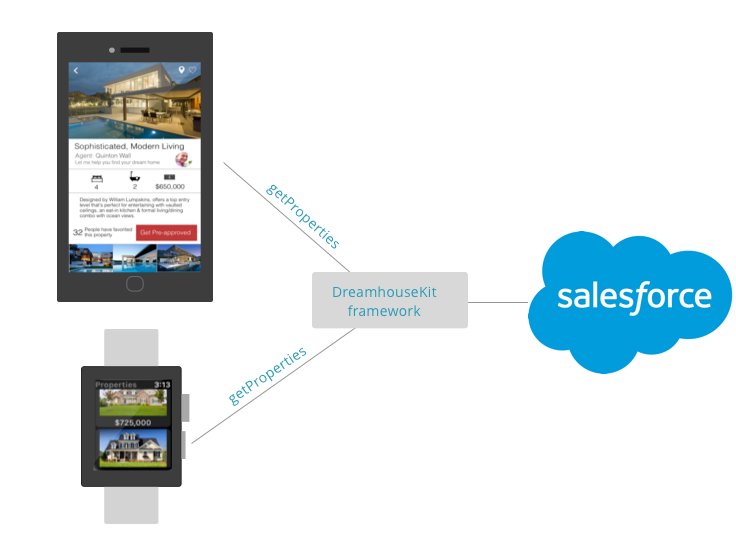 Sophisticated, Modern Living
Agent: Quinton Wall
Let me help you find your dream home
4
2
$650,000
Designed by William Lumpakins, offers a top entry
level that's perfect for entertaining with vaulted
ceilings, an eat-in kitchen & formal living/dining
combo with ocean views.
32 People have favorited
this property
Get Pre-approved
getProperties
DreamhouseKit
framework
salesforce
getProperties
Properties 3:13
$725,000